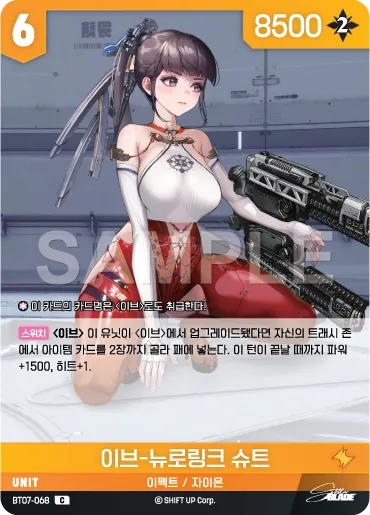 6
8500
2
SAMPLE
이 카드의 카드명은 <이브>로도 취급한다.
스위치 <이브> 이 유닛이 <이브>에서 업그레이드됐다면 자신의 트래시 존
에서 아이템 카드를 2장까지 골라 패에 넣는다. 이 턴이 끝날 때까지 파워
+1500, 히트+1.
이브-뉴로링크 슈트
UNIT
이팩트 / 자이온
BT07-068 C
© SHIFT UP Corp.
Stellar BLADE